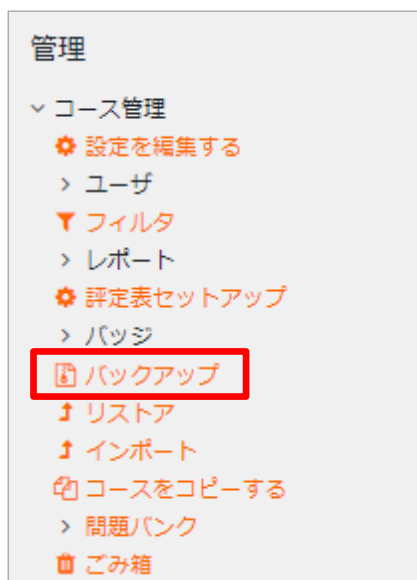 管理
コース管理
設定を編集する
ユーザ
フィルタ
レポート
評定表セットアップ
バッジ
バックアップ
リストア
インポート
コースをコピーする
問題バンク
ごみ箱